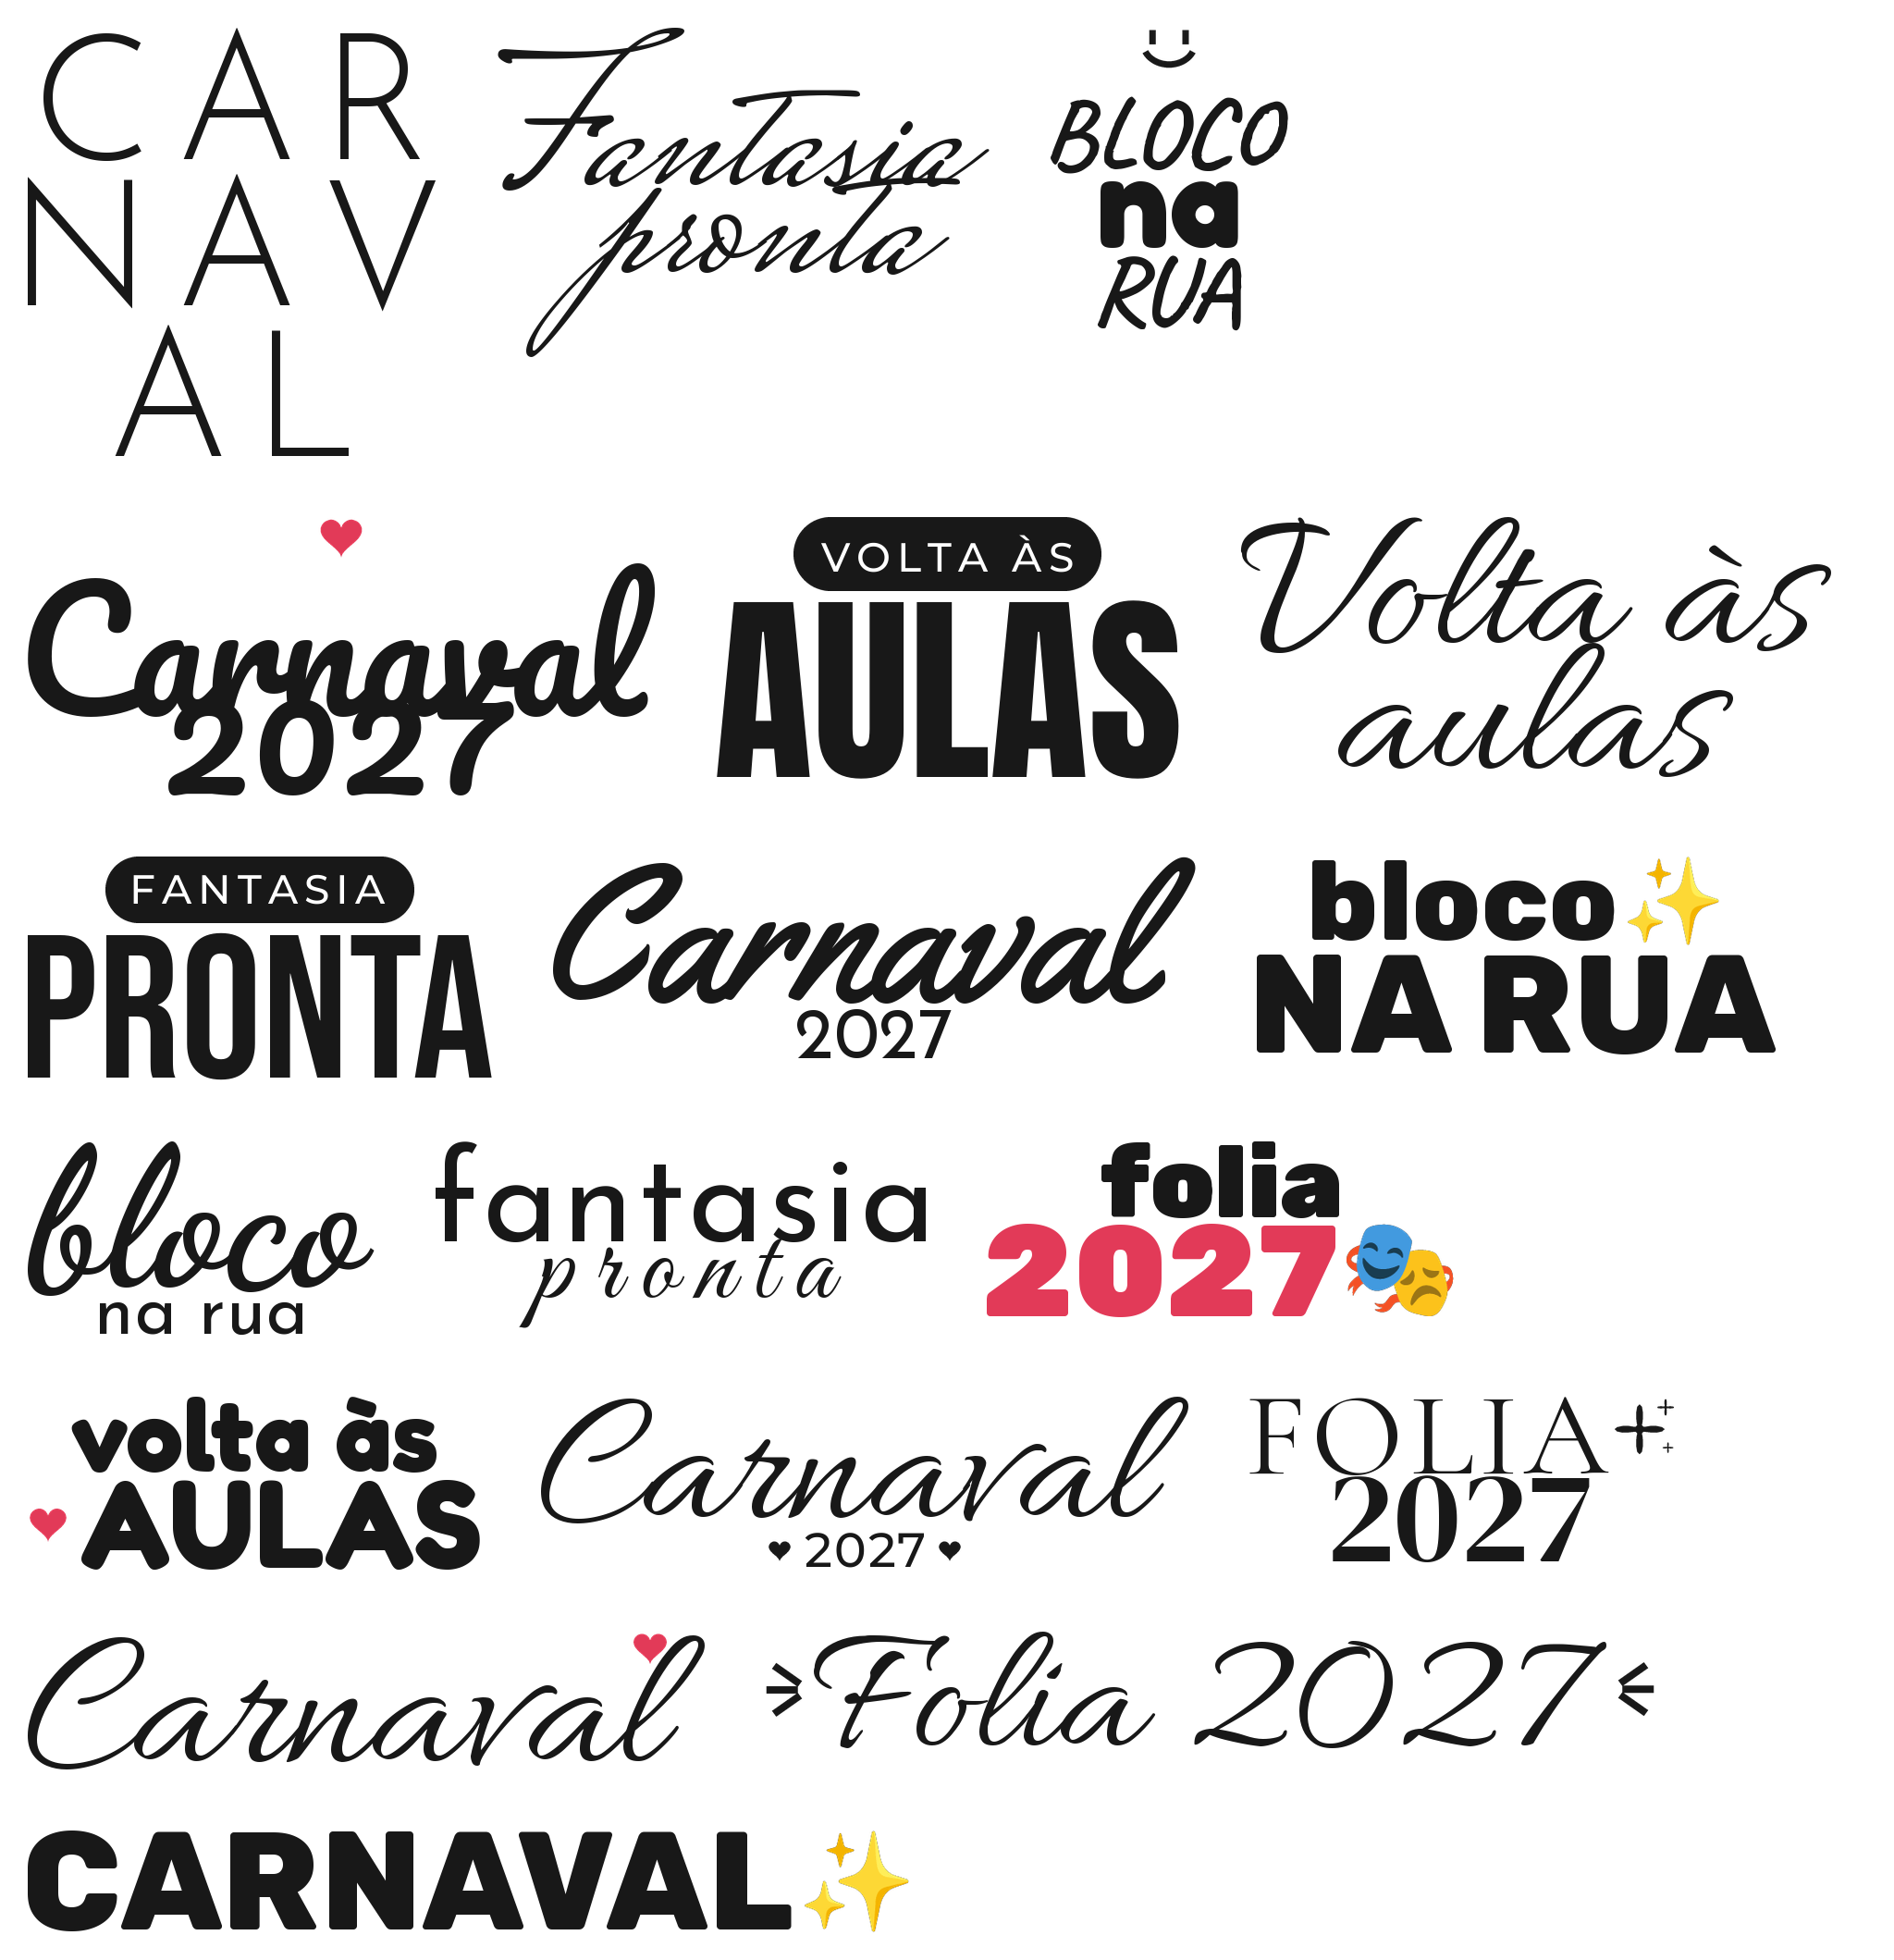 CAR
NAV
AL
Fantasia
pronta
BLOCO
na
RUA
Carnaval
2027
VOLTA ÀS
AULAS
Volta às
aulas
FANTASIA
PRONTA
Carnaval
2027
bloco✨
NA RUA
bloco
na rua
fantasia
pronta
folia
2027🎭
volta às
AULAS
Carnaval
2027
FOLIA
2027
Carnaval
Folia 2027
CARNAVAL✨